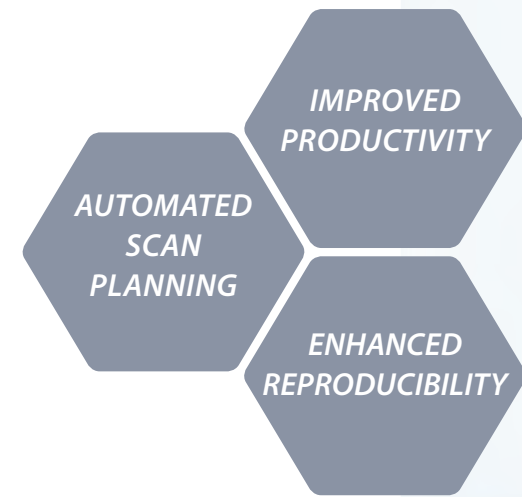 IMPROVED
PRODUCTIVITY
AUTOMATED
SCAN
PLANNING
ENHANCED
REPRODUCIBILITY